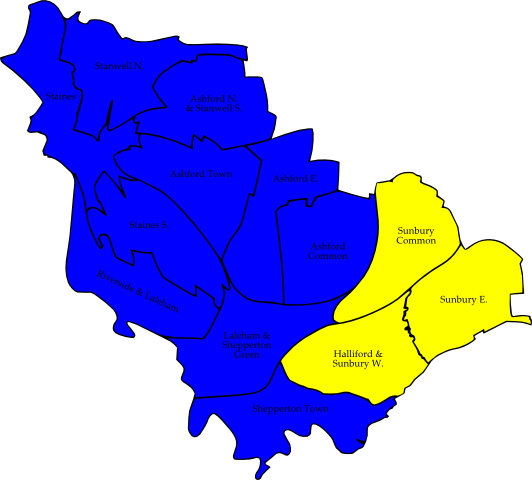 Stanwell N.
Staines
Ashford N.
& Stanwell S.
Ashford Town
Ashford E.
Staines S.
Sunbury
Common
Ashford
Common
Riverside & Laleham
Sunbury E.
Laleham &
Shepperton
Green
Halliford &
Sunbury W.
Shepperton Town